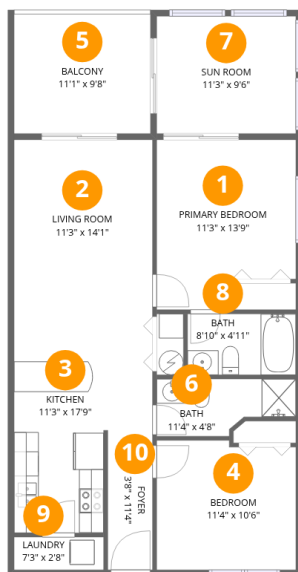 5
BALCONY
11'1" x 9'8"
7
SUN ROOM
11'3" x 9'6"
2
LIVING ROOM
11'3" x 14'1"
1
PRIMARY BEDROOM
11'3" x 13'9"
8
BATH
8'10" x 4'11"
3
KITCHEN
11'3" x 17'9"
6
BATH
11'4" x 4'8"
10
FOYER
3'8" x 11'4"
4
BEDROOM
11'4" x 10'6"
9
LAUNDRY
7'3" x 2'8"